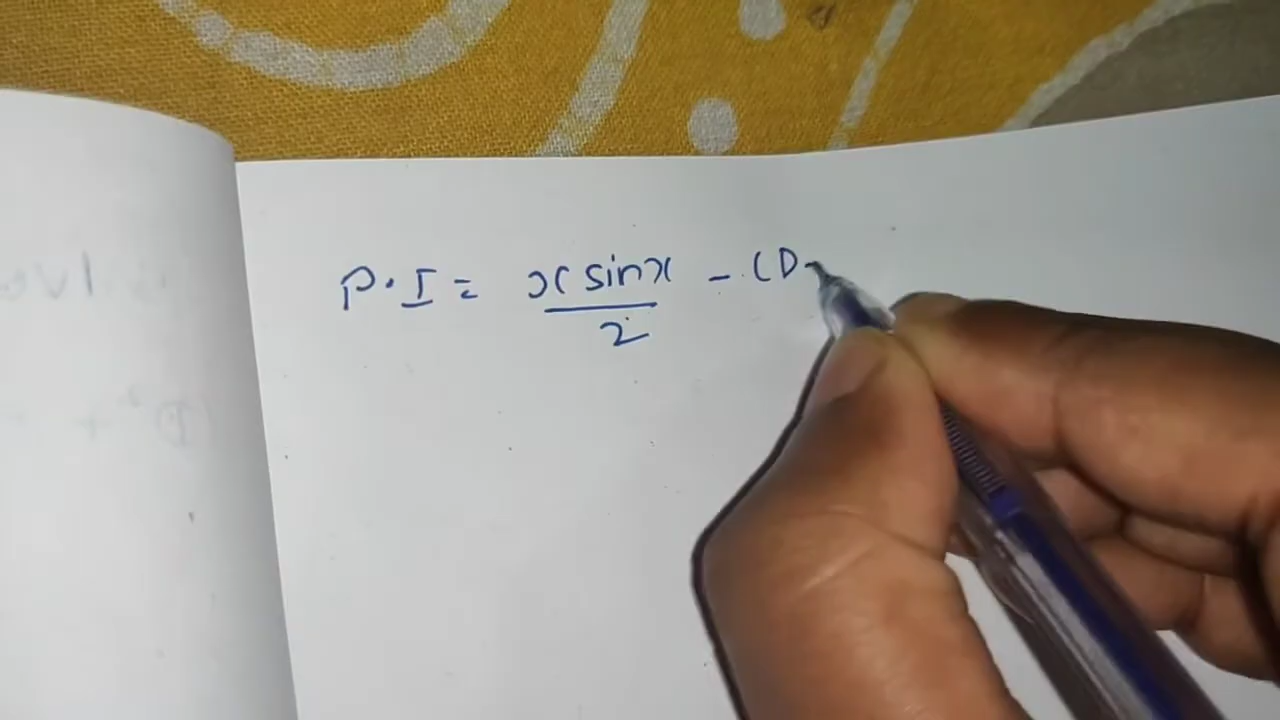 P.I = x sinx / 2 - (D-